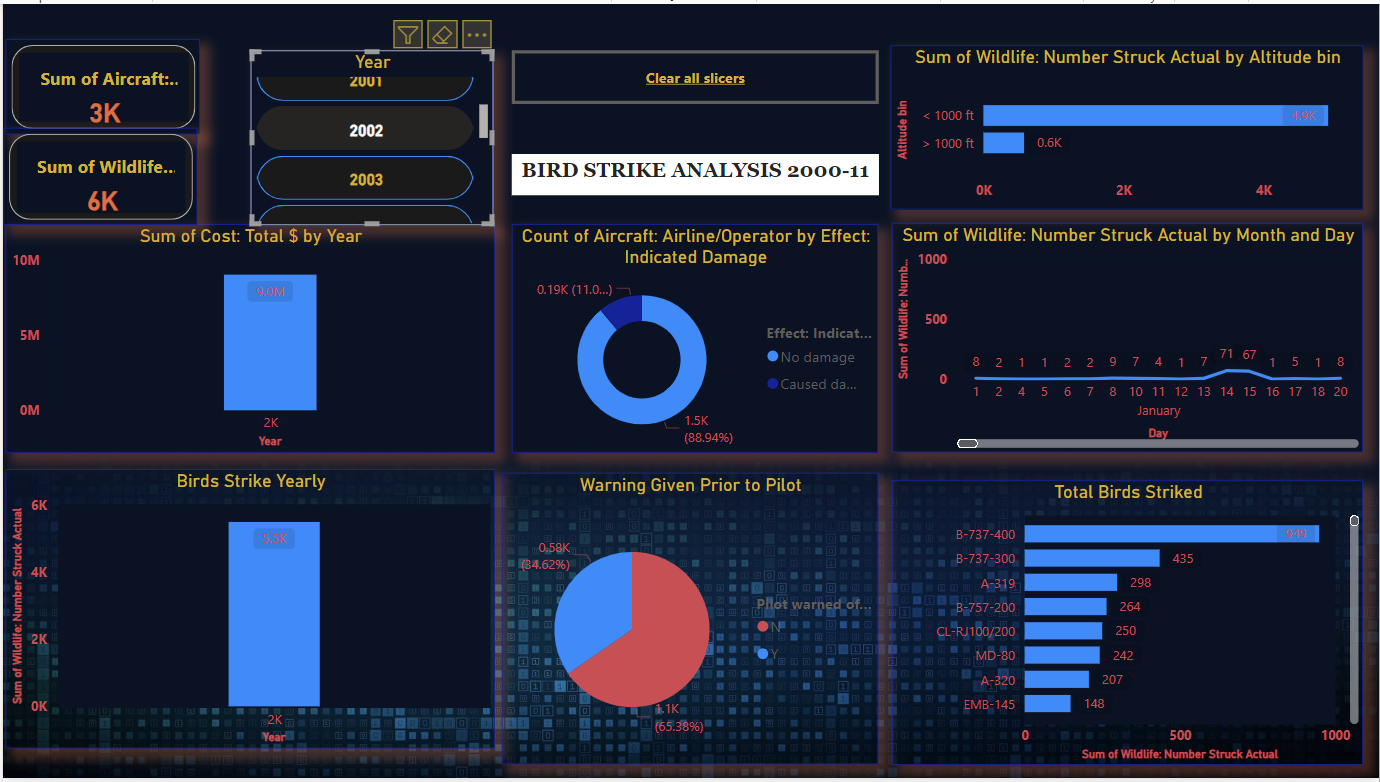 Sum of Aircraft:...
3K
Sum of Wildlife...
6K
Year
2001
2002
2003
Clear all slicers
BIRD STRIKE ANALYSIS 2000-11
Sum of Wildlife: Number Struck Actual by Altitude bin
Altitude bin
< 1000 ft
4.9K
> 1000 ft
0.6K
0K 2K 4K
Sum of Cost: Total $ by Year
10M
5M
0M
9.0M
2K
Year
Count of Aircraft: Airline/Operator by Effect:
Indicated Damage
0.19K (11.0...)
1.5K
(88.94%)
Effect: Indicat...
No damage
Caused da...
Sum of Wildlife: Number Struck Actual by Month and Day
Sum of Wildlife: Numb...
1000
500
0
8 2 1 1 2 2 9 7 4 1 7 71 67 1 5 1 8
1 2 4 5 6 7 8 9 10 11 12 13 14 15 16 17 18 20
January
Day
Birds Strike Yearly
Sum of Wildlife: Number Struck Actual
6K
4K
2K
0K
5.5K
2K
Year
Warning Given Prior to Pilot
0.58K
(34.62%)
1.1K
(65.38%)
Pilot warned of...
N
Y
Total Birds Striked
B-737-400 949
B-737-300 435
A-319 298
B-757-200 264
CL-RJ100/200 250
MD-80 242
A-320 207
EMB-145 148
0 500 1000
Sum of Wildlife: Number Struck Actual